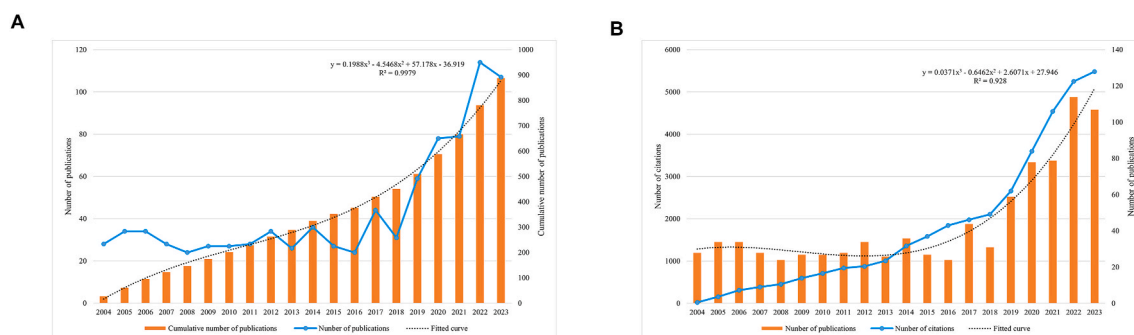 A
y = 0.1988x³ - 4.5468x² + 57.178x - 36.919
R² = 0.9979
Number of publications
120
100
80
60
40
20
0
Cumulative number of publications
1000
900
800
700
600
500
400
300
200
100
0
2004 2005 2006 2007 2008 2009 2010 2011 2012 2013 2014 2015 2016 2017 2018 2019 2020 2021 2022 2023
Cumulative number of publications Number of publications Fitted curve
B
y = 0.0371x³ - 0.6462x² + 2.6071x + 27.946
R² = 0.928
Number of citations
6000
5000
4000
3000
2000
1000
0
Number of publications
140
120
100
80
60
40
20
0
2004 2005 2006 2007 2008 2009 2010 2011 2012 2013 2014 2015 2016 2017 2018 2019 2020 2021 2022 2023
Number of publications Number of citations Fitted curve